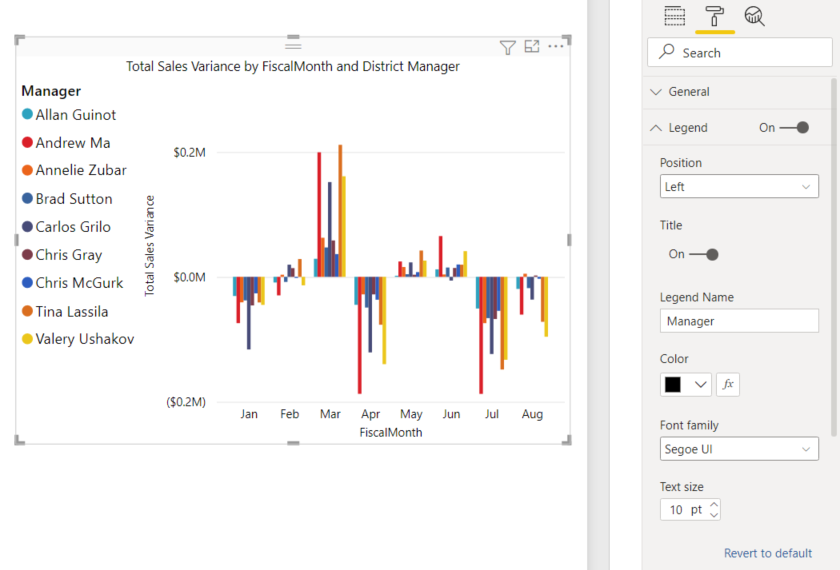 Total Sales Variance by FiscalMonth and District Manager
Manager
Allan Guinot
Andrew Ma
Annelie Zubar
Brad Sutton
Carlos Grilo
Chris Gray
Chris McGurk
Tina Lassila
Valery Ushakov
Total Sales Variance
$0.2M
$0.0M
($0.2M)
Jan Feb Mar Apr May Jun Jul Aug
FiscalMonth
Search
General
Legend On
Position
Left
Title
On
Legend Name
Manager
Color
fx
Font family
Segoe UI
Text size
10 pt
Revert to default